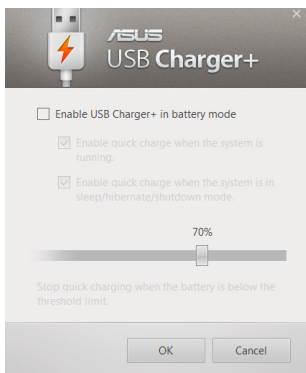 ASUS
USB Charger+
Enable USB Charger+ in battery mode
Enable quick charge when the system is
running.
Enable quick charge when the system is in
sleep/hibernate/shutdown mode.
70%
Stop quick charging when the battery is below the
threshold limit.
OK
Cancel